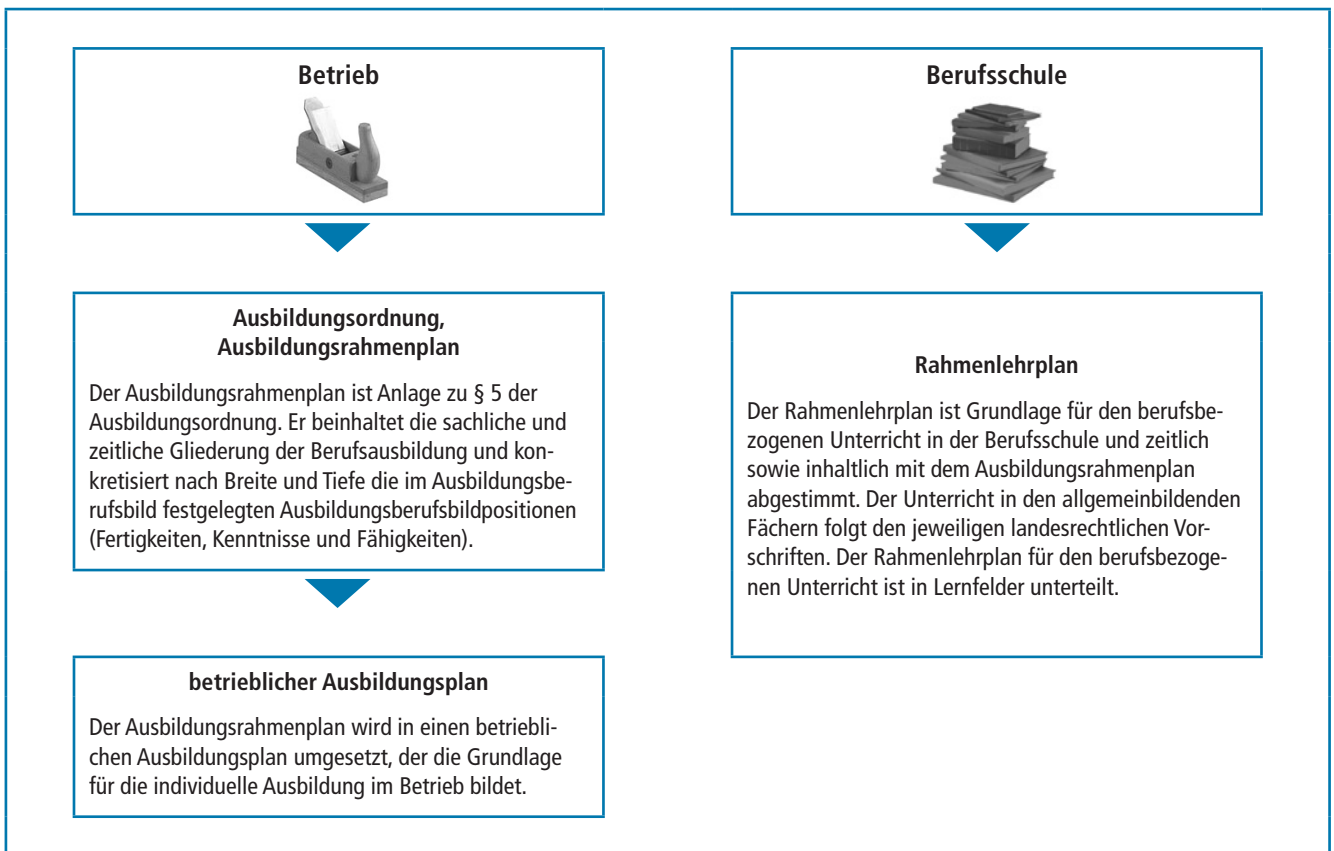 Betrieb
Ausbildungsordnung,
Ausbildungsrahmenplan
Der Ausbildungsrahmenplan ist Anlage zu § 5 der
Ausbildungsordnung. Er beinhaltet die sachliche und
zeitliche Gliederung der Berufsausbildung und kon-
kretisiert nach Breite und Tiefe die im Ausbildungsbe-
rufsbild festgelegten Ausbildungsberufsbildpositionen
(Fertigkeiten, Kenntnisse und Fähigkeiten).
betrieblicher Ausbildungsplan
Der Ausbildungsrahmenplan wird in einen betriebli-
chen Ausbildungsplan umgesetzt, der die Grundlage
für die individuelle Ausbildung im Betrieb bildet.
Berufsschule
Rahmenlehrplan
Der Rahmenlehrplan ist Grundlage für den berufsbe-
zogenen Unterricht in der Berufsschule und zeitlich
sowie inhaltlich mit dem Ausbildungsrahmenplan
abgestimmt. Der Unterricht in den allgemeinbildenden
Fächern folgt den jeweiligen landesrechtlichen Vor-
schriften. Der Rahmenlehrplan für den berufsbezoge-
nen Unterricht ist in Lernfelder unterteilt.